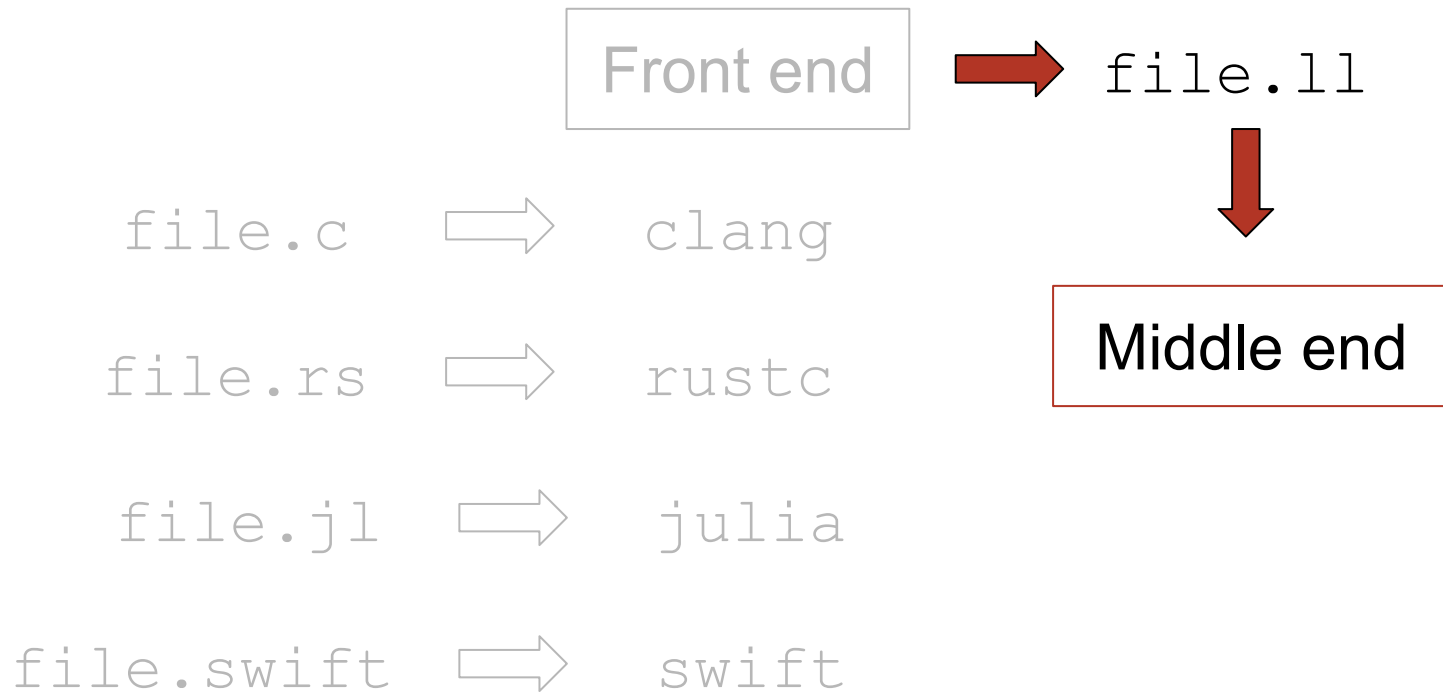 Front end
file.ll
file.c
clang
Middle end
file.rs
rustc
file.jl
julia
file.swift
swift